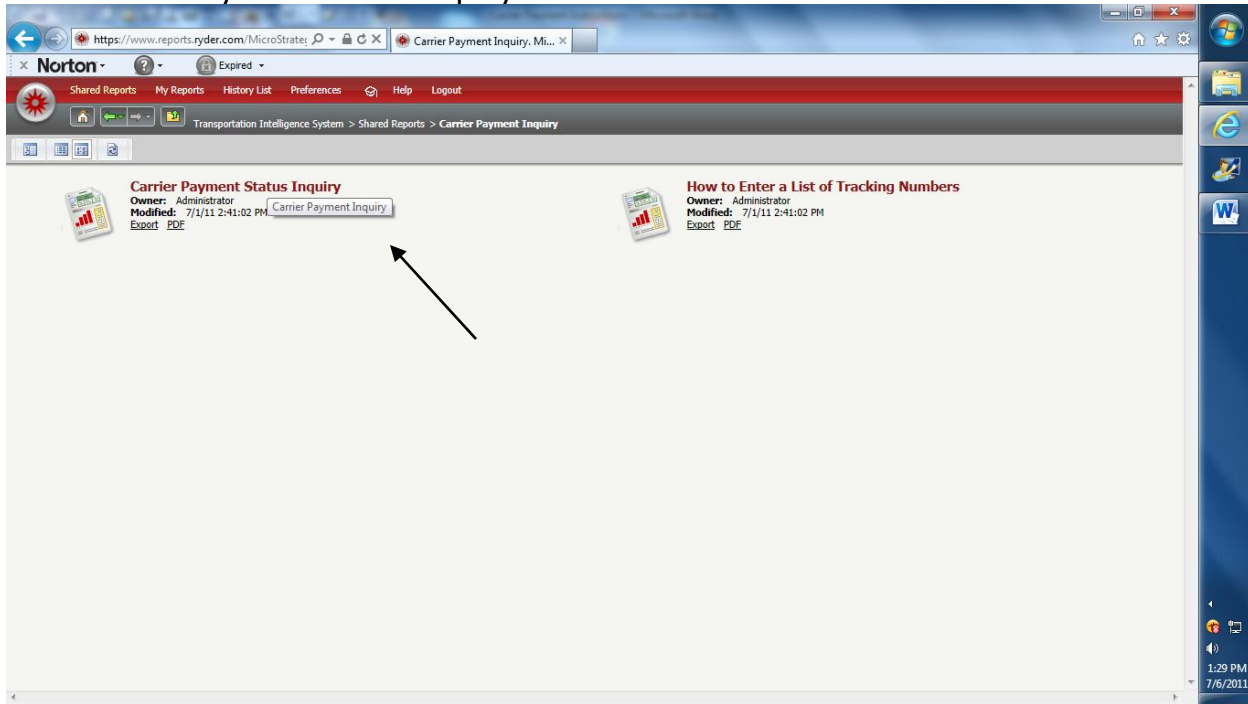 https://www.reports.ryder.com/MicroStrateg
Carrier Payment Inquiry. Mi...
Norton
Expired
Shared Reports My Reports History List Preferences Help Logout
Transportation Intelligence System > Shared Reports > Carrier Payment Inquiry
Carrier Payment Status Inquiry
Owner: Administrator
Modified: 7/1/11 2:41:02 PM
Carrier Payment Inquiry
Export PDF
How to Enter a List of Tracking Numbers
Owner: Administrator
Modified: 7/1/11 2:41:02 PM
Export PDF
1:29 PM
7/6/2011